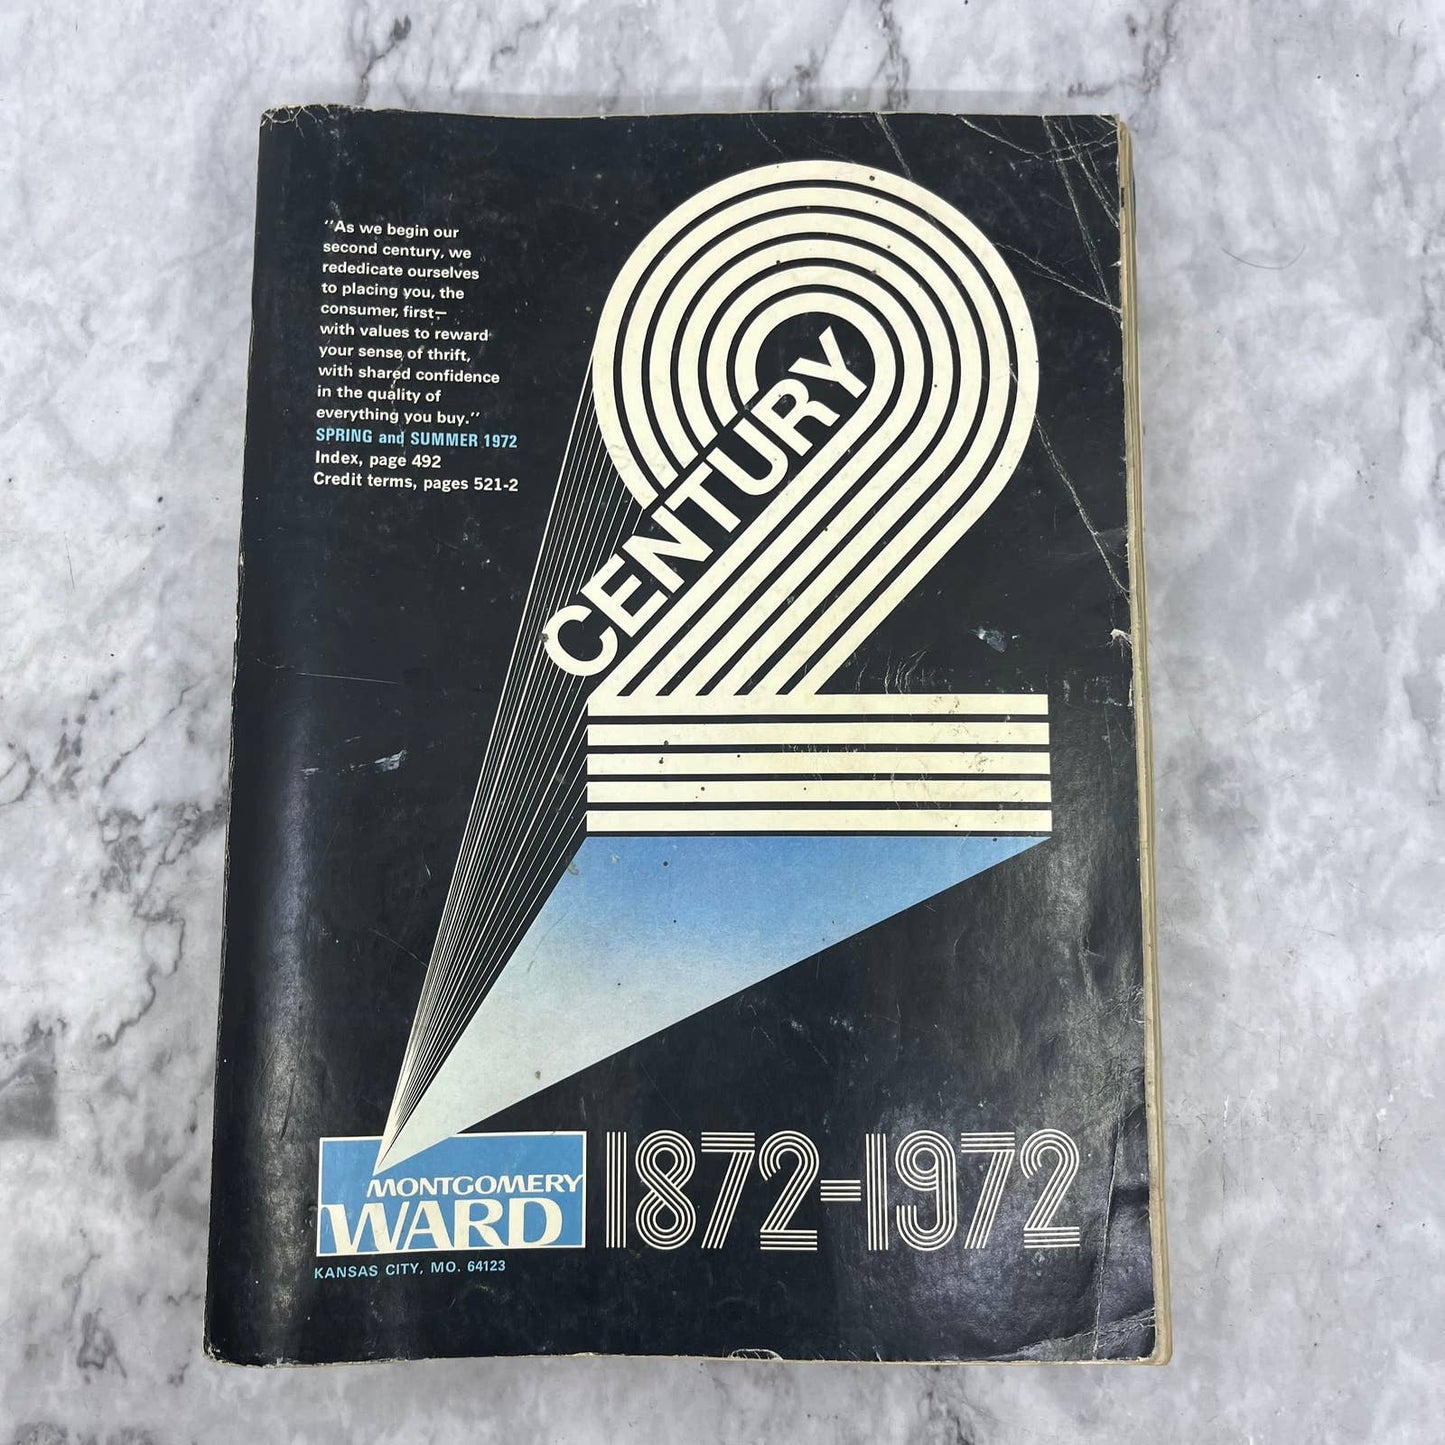 "As we begin our
second century, we
rededicate ourselves
to placing you, the
consumer, first—
with values to reward
your sense of thrift,
with shared confidence
in the quality of
everything you buy."
SPRING and SUMMER 1972
Index, page 492
Credit terms, pages 521-2
2
CENTURY
MONTGOMERY
WARD
1872-1972
KANSAS CITY, MO. 64123